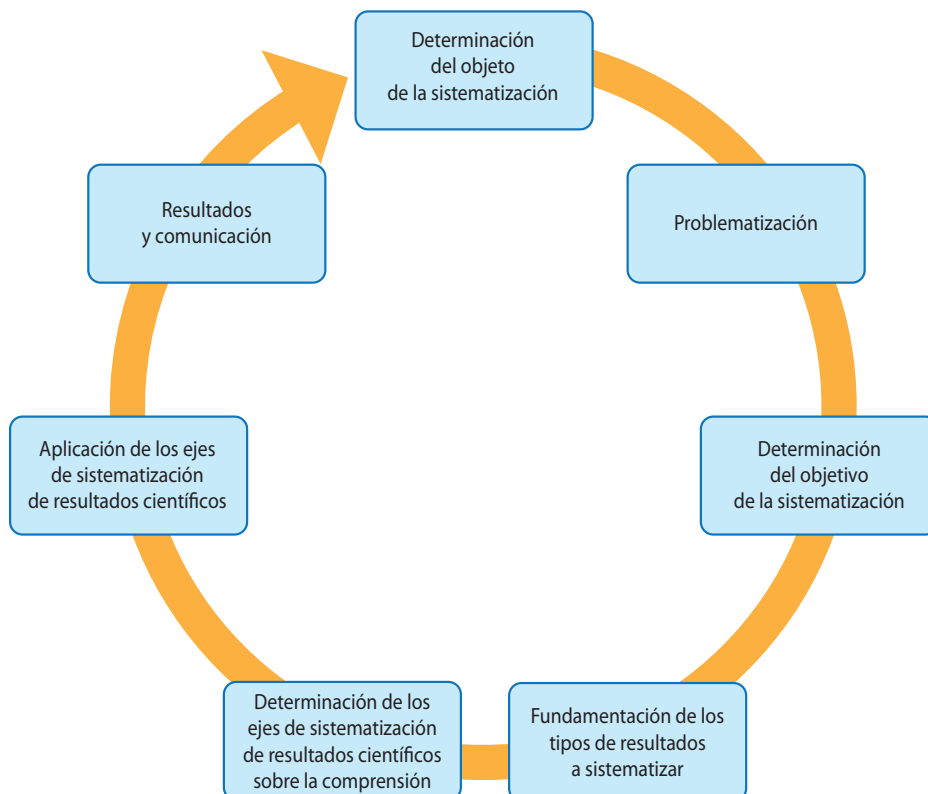 Determinación
del objeto
de la sistematización
Problematización
Determinación
del objetivo
de la sistematización
Fundamentación de los
tipos de resultados
a sistematizar
Determinación de los
ejes de sistematización
de resultados científicos
sobre la comprensión
Aplicación de los ejes
de sistematización
de resultados científicos
Resultados
y comunicación